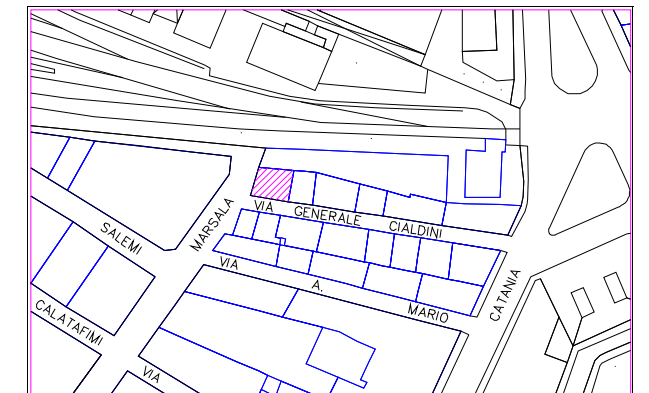 VIA GENERALE CIALDINI
MARSALA
SALEMI
VIA A. MARIO
CATANIA
CALATAFIMI
VIA